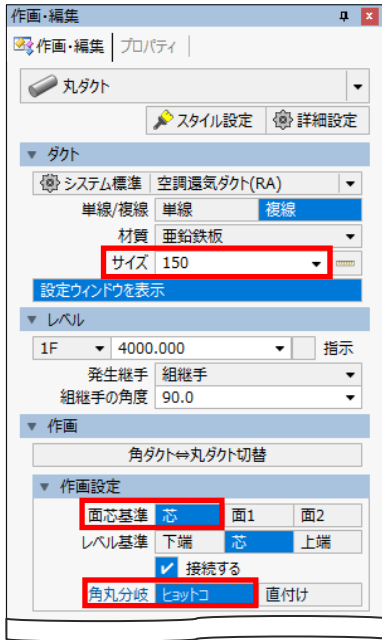 作画・編集
作画・編集 プロパティ
丸ダクト
スタイル設定 詳細設定
ダクト
システム標準 空調還気ダクト(RA)
単線/複線 単線 複線
材質 亜鉛鉄板
サイズ 150
設定ウィンドウを表示
レベル
1F 4000.000 指示
発生継手 組継手
組継手の角度 90.0
作画
角ダクト⇔丸ダクト切替
作画設定
面芯基準 芯 面1 面2
レベル基準 下端 芯 上端
接続する
角丸分岐 ヒョットコ 直付け